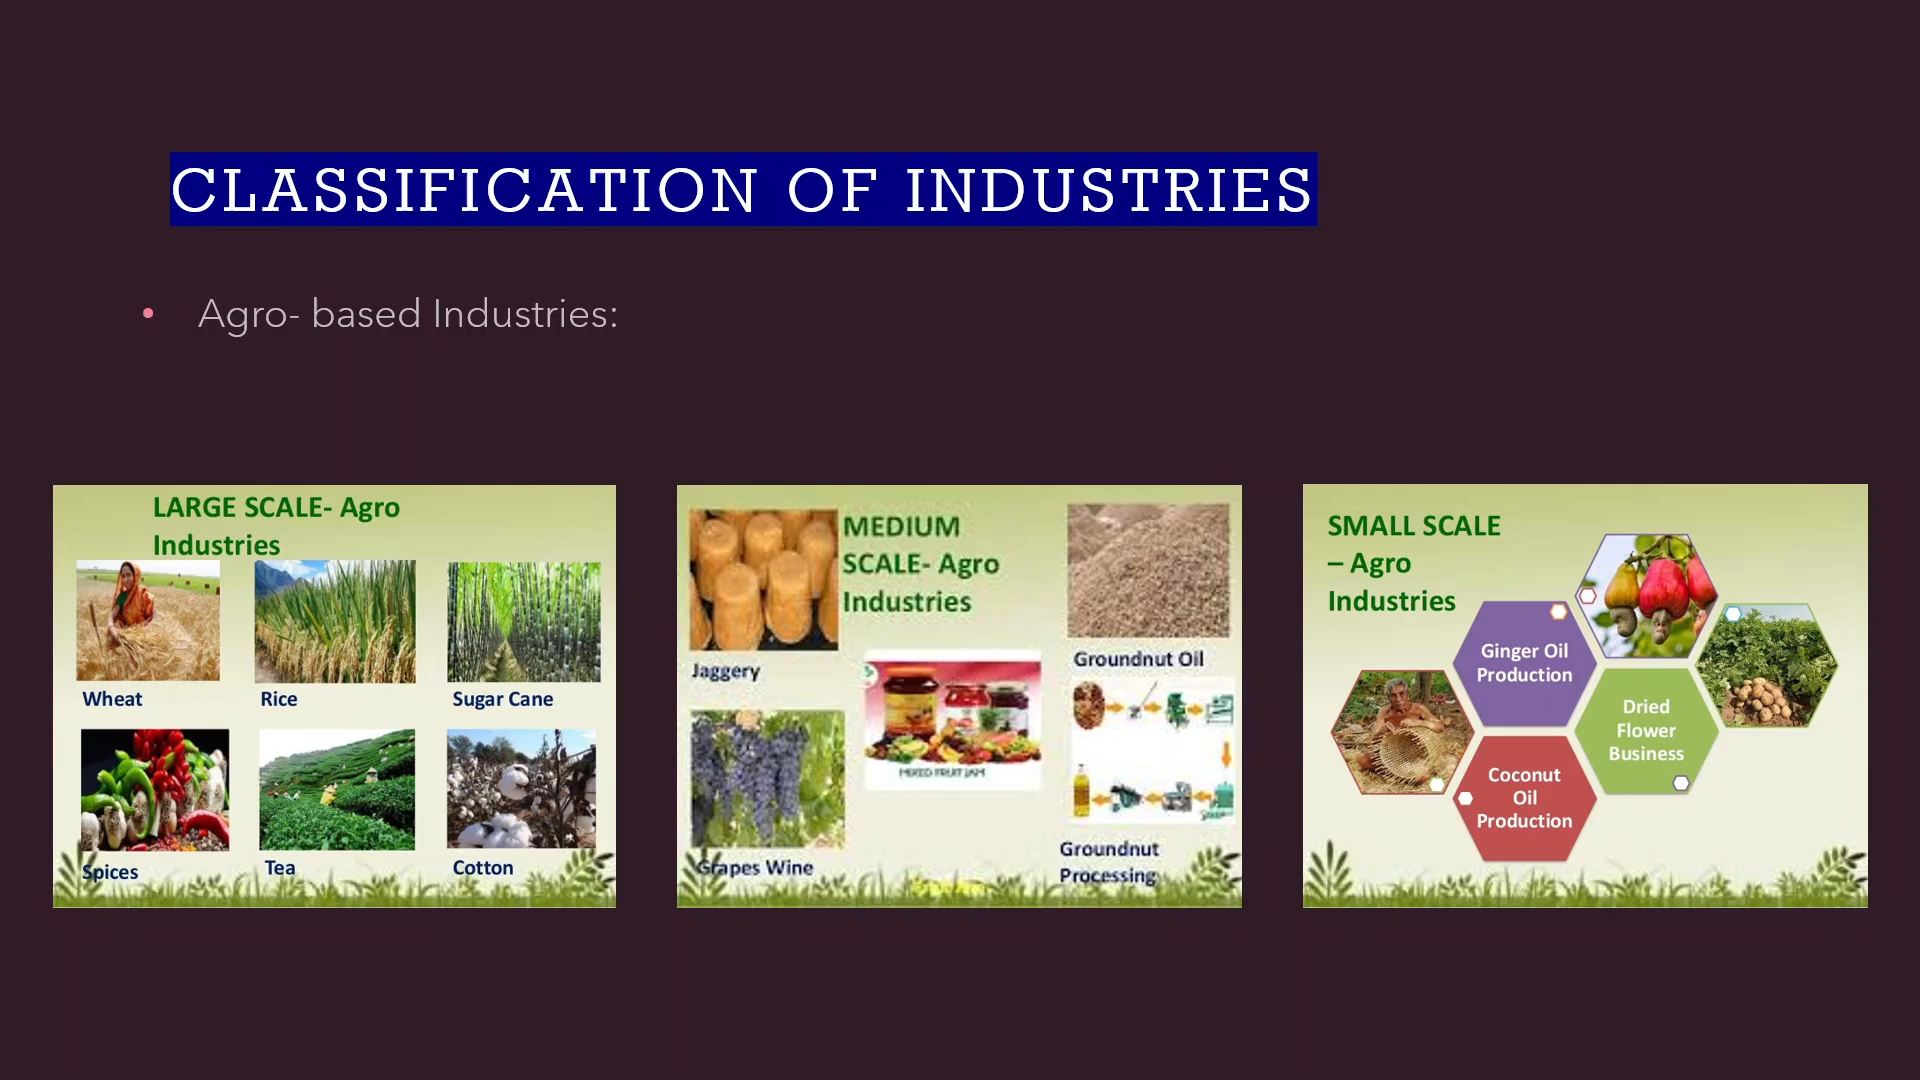 CLASSIFICATION OF INDUSTRIES
• Agro- based Industries:
LARGE SCALE- Agro
Industries
Wheat
Rice
Sugar Cane
Spices
Tea
Cotton
MEDIUM
SCALE- Agro
Industries
Jaggery
Groundnut Oil
MIXED FRUIT JAM
Grapes Wine
Groundnut
Processing
SMALL SCALE
– Agro
Industries
Ginger Oil
Production
Dried
Flower
Business
Coconut
Oil
Production